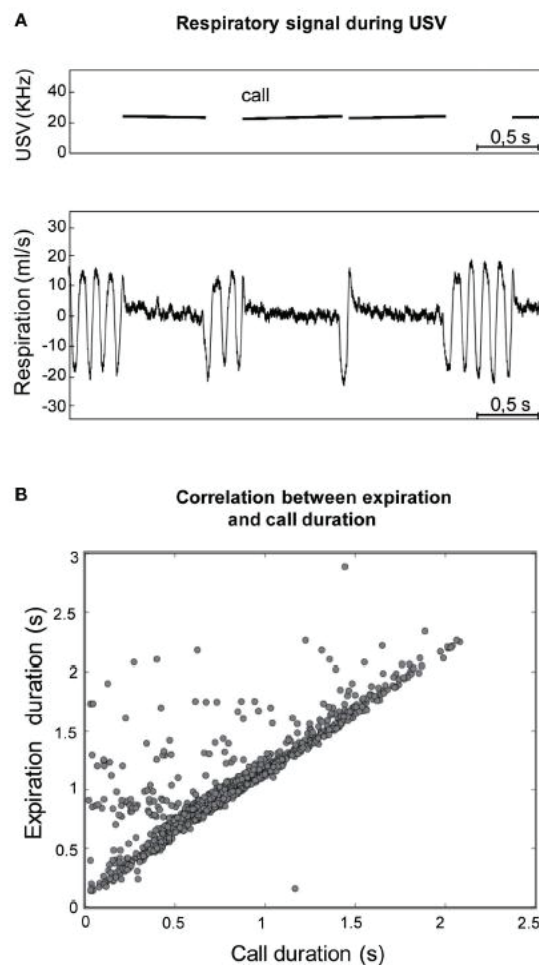 A
Respiratory signal during USV
USV (KHz)
40
20
0
call
0,5 s
Respiration (ml/s)
30
20
10
0
-10
-20
-30
0,5 s
B
Correlation between expiration
and call duration
Expiration duration (s)
3
2.5
2
1.5
1
0.5
0
0
0.5
1
1.5
2
2.5
Call duration (s)